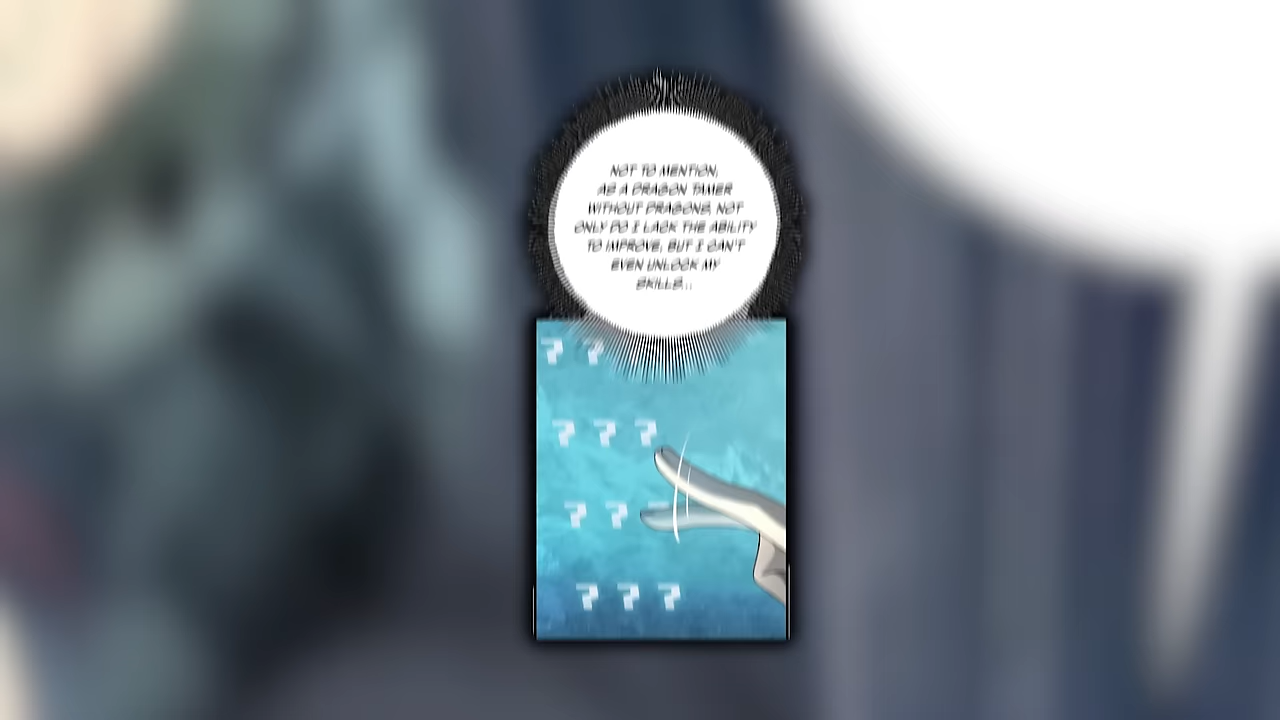 NOT TO MENTION,
AS A DRAGON TAMER
WITHOUT DRAGONS, NOT
ONLY DO I LACK THE ABILITY
TO IMPROVE, BUT I CAN'T
EVEN UNLOCK MY
SKILLS...
? ?
? ? ?
? ? ?
? ? ?